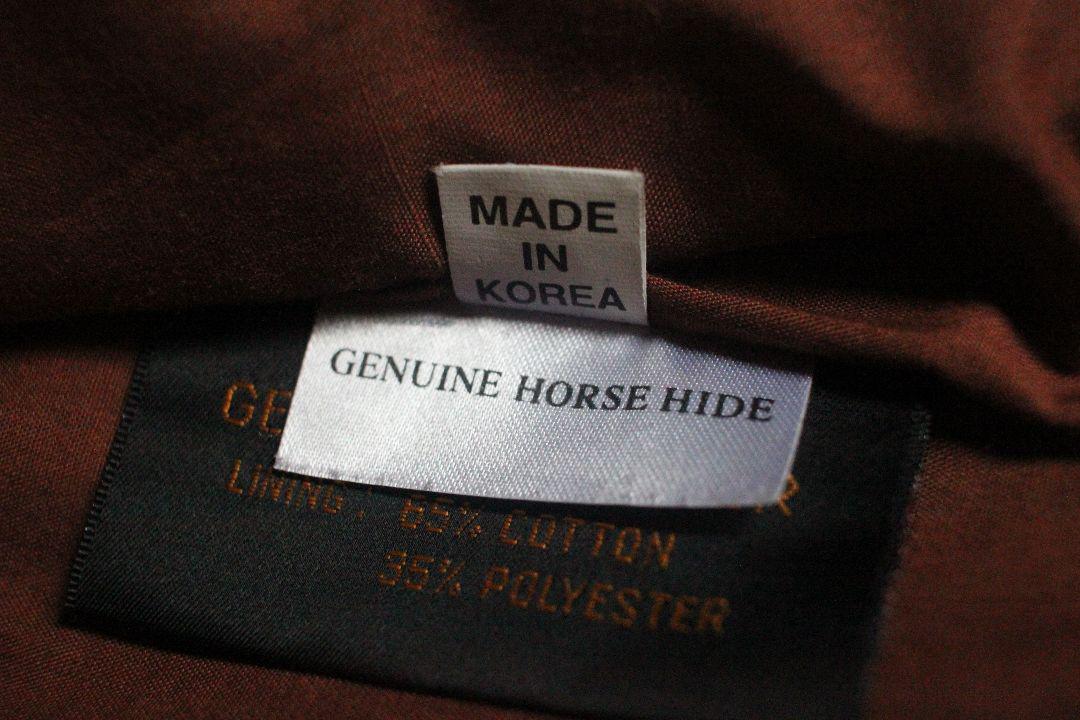 MADE
IN
KOREA
GENUINE HORSE HIDE
LINING: 65% COTTON
35% POLYESTER